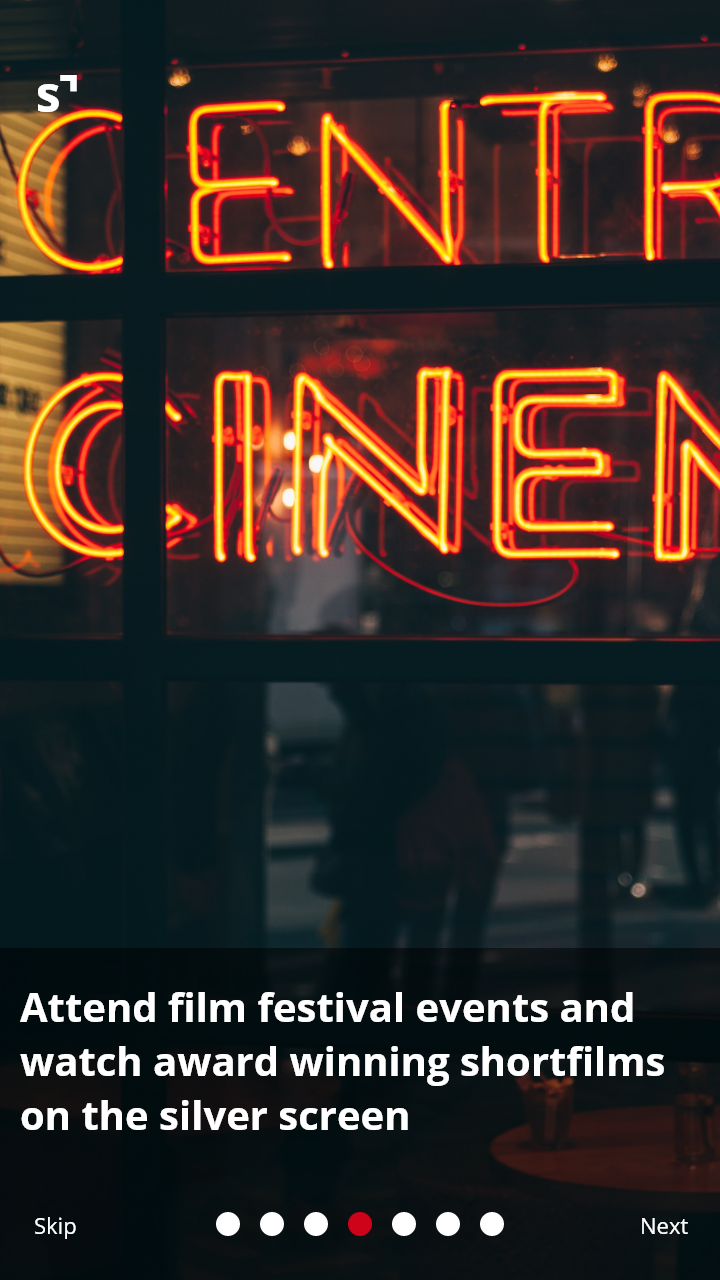 s
CENTR
CINEM
Attend film festival events and
watch award winning shortfilms
on the silver screen
Skip
Next